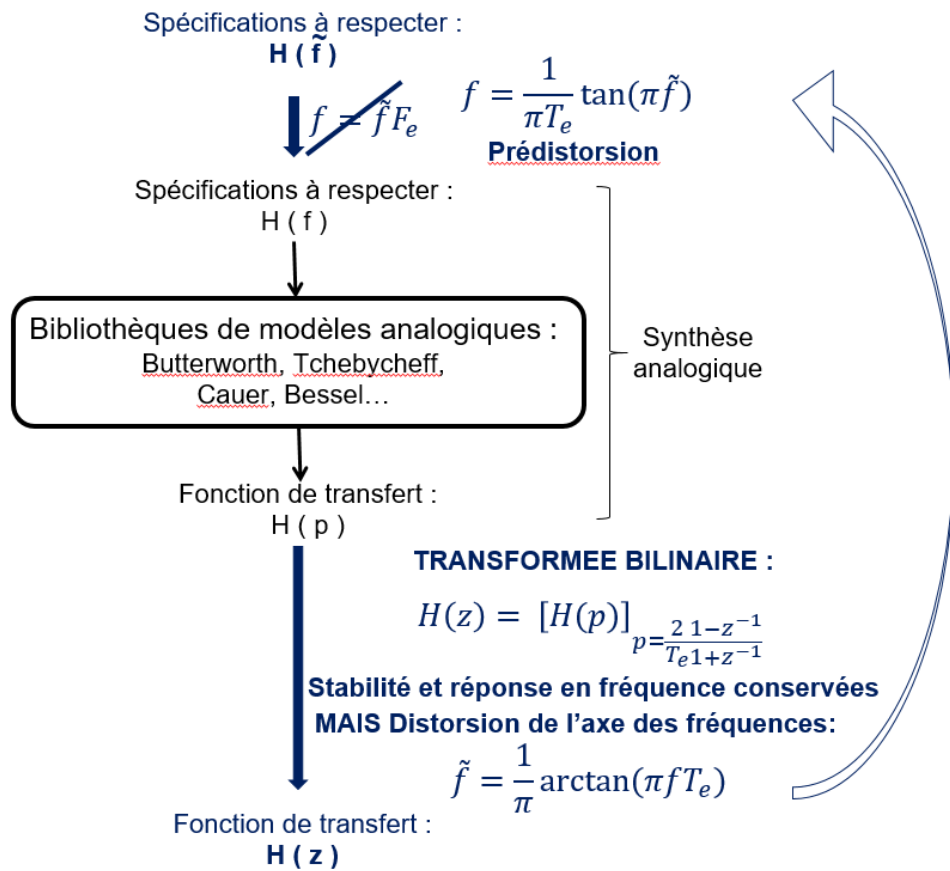 Spécifications à respecter :
H ( f̃ )
f = f̃Fₑ
f = 1/(πTₑ) tan(πf̃)
Prédistorsion
Spécifications à respecter :
H ( f )
Bibliothèques de modèles analogiques :
Butterworth, Tchebycheff,
Cauer, Bessel…
Synthèse
analogique
Fonction de transfert :
H ( p )
TRANSFORMEE BILINAIRE :
H(z) = [H(p)] p=2/Tₑ 1−z⁻¹/1+z⁻¹
Stabilité et réponse en fréquence conservées
MAIS Distorsion de l’axe des fréquences:
f̃ = 1/π arctan(πfTₑ)
Fonction de transfert :
H ( z )